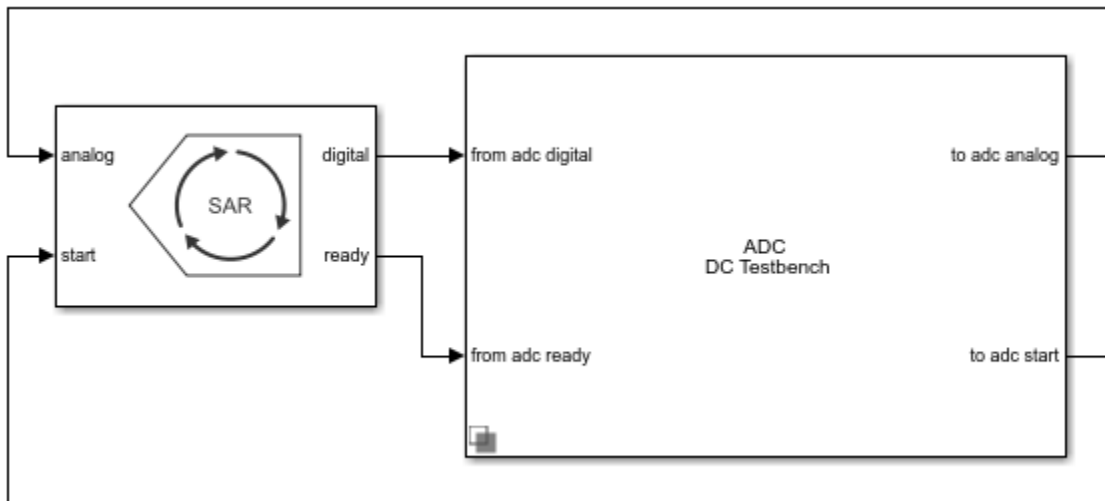 analog
start
SAR
digital
ready
from adc digital
from adc ready
ADC
DC Testbench
to adc analog
to adc start